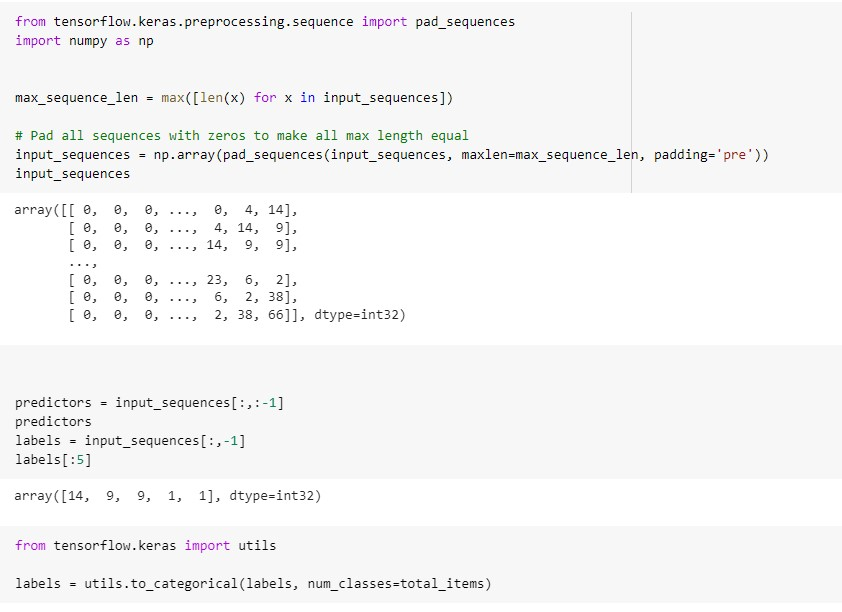 from tensorflow.keras.preprocessing.sequence import pad_sequences
import numpy as np
max_sequence_len = max([len(x) for x in input_sequences])
# Pad all sequences with zeros to make all max length equal
input_sequences = np.array(pad_sequences(input_sequences, maxlen=max_sequence_len, padding='pre'))
input_sequences
array([[ 0,  0,  0, ...,  0,  4, 14],
       [ 0,  0,  0, ...,  4, 14,  9],
       [ 0,  0,  0, ..., 14,  9,  9],
       ...,
       [ 0,  0,  0, ..., 23,  6,  2],
       [ 0,  0,  0, ...,  6,  2, 38],
       [ 0,  0,  0, ...,  2, 38, 66]], dtype=int32)
predictors = input_sequences[:,:-1]
predictors
labels = input_sequences[:,-1]
labels[:5]
array([14,  9,  9,  1,  1], dtype=int32)
from tensorflow.keras import utils
labels = utils.to_categorical(labels, num_classes=total_items)